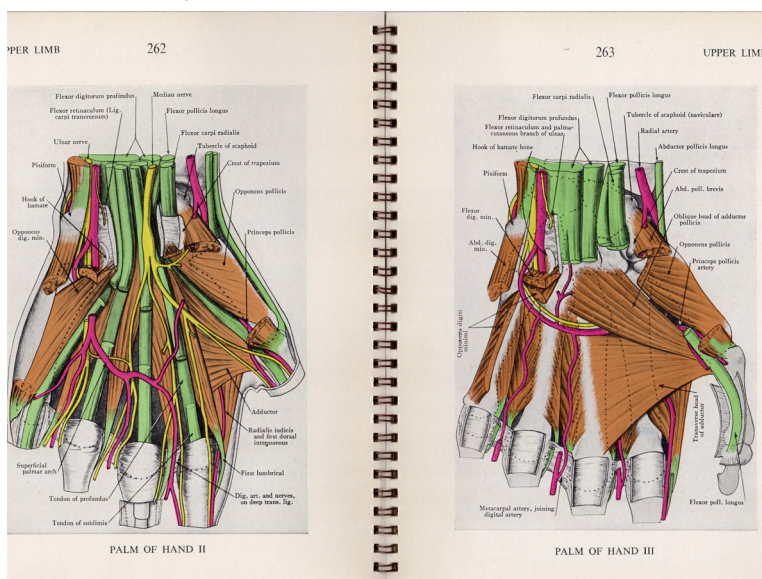 PPER LIMB
262
Flexor digitorum profundus
Median nerve
Flexor retinaculum (Lig.
carpi transversum)
Flexor pollicis longus
Flexor carpi radialis
Ulnar nerve
Tubercle of scaphoid
Pisiform
Crest of trapezium
Opponens pollicis
Hook of
hamate
Opponens
dig. min.
Princeps pollicis
Adductor
Radialis indicis
and first dorsal
interosseous
Superficial
palmar arch
First lumbrical
Tendon of profundus
Dig. art. and nerves,
on deep trans. lig.
Tendon of sublimis
PALM OF HAND II
263
UPPER LIM
Flexor carpi radialis
Flexor pollicis longus
Flexor digitorum profundus
Tubercle of scaphoid (naviculare)
Flexor retinaculum and palma-
cutaneous branch of ulnar
Radial artery
Hook of hamate bone
Abductor pollicis longus
Pisiform
Crest of trapezium
Abd. poll. brevis
Flexor
dig. min.
Oblique head of adductor
pollicis
Abd. dig.
min.
Opponens pollicis
Princeps pollicis
artery
Opponens digiti
minimi
Transverse head
of adductor
Metacarpal artery, joining
digital artery
Flexor poll. longus
PALM OF HAND III